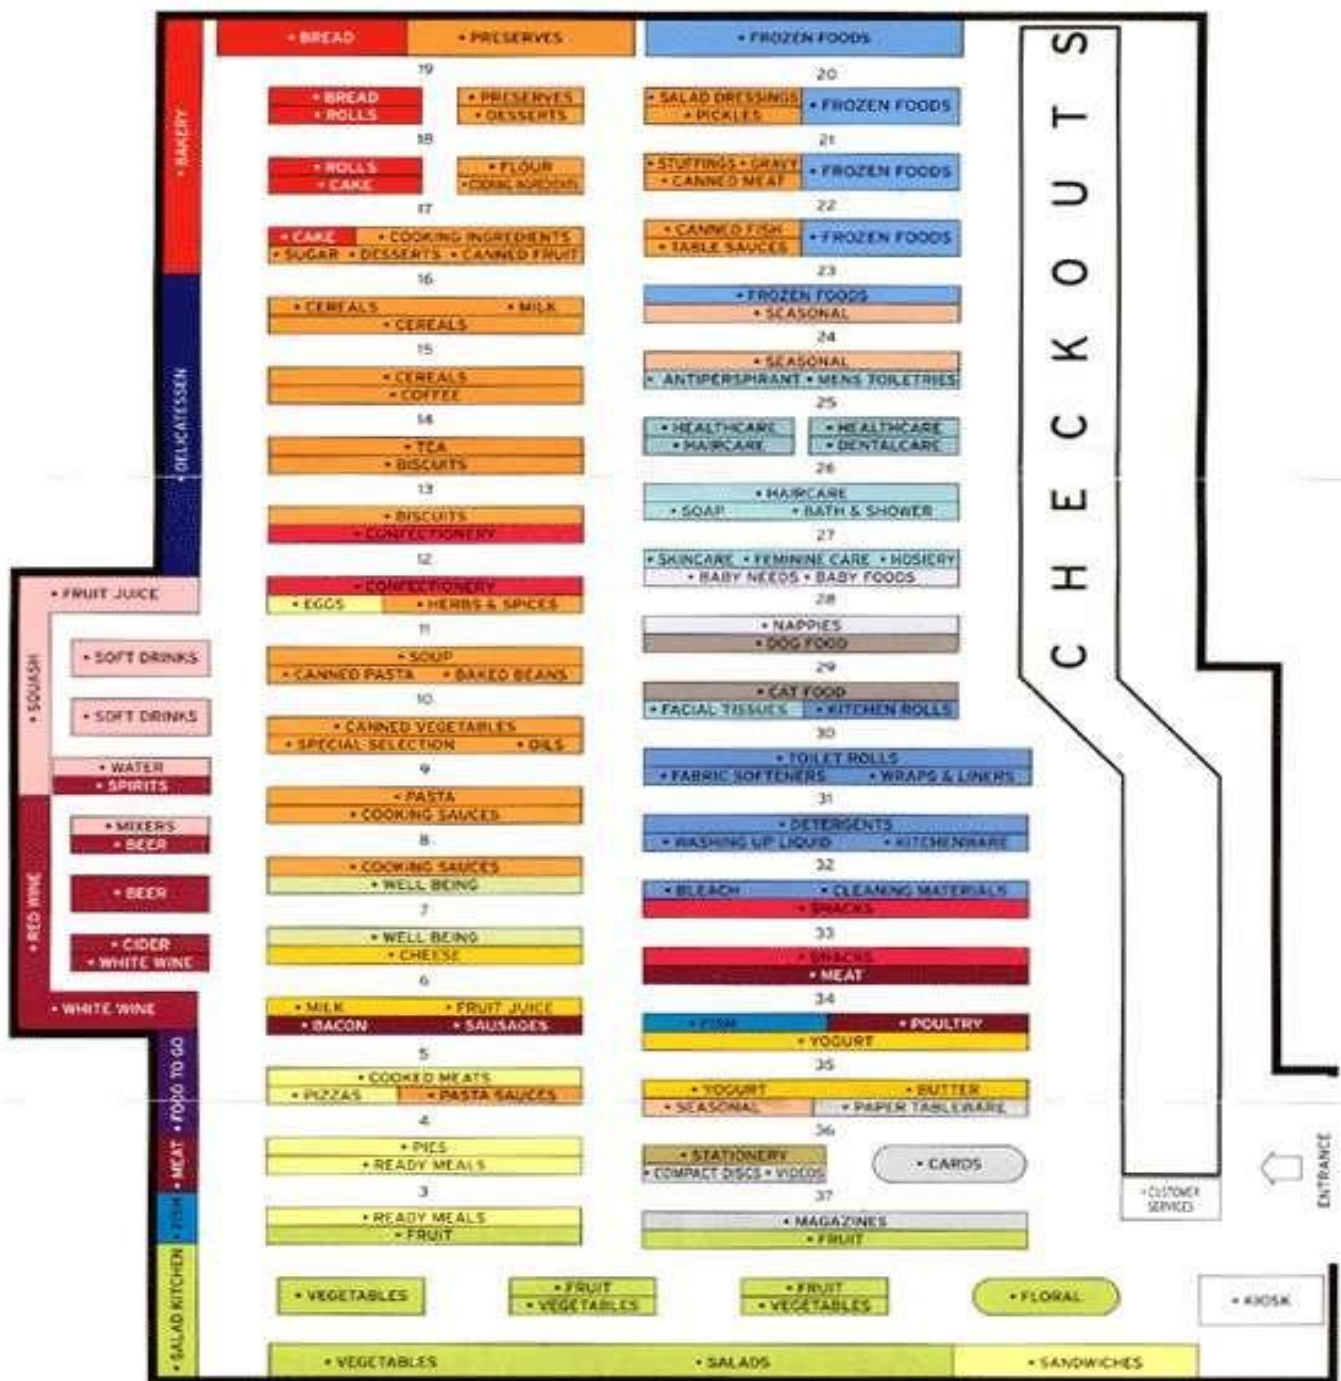 • BREAD • PRESERVES
19
• BREAD • PRESERVES
• ROLLS • DESSERTS
18
• ROLLS • FLOUR
• CAKE • COOKING INGREDIENTS
17
• CAKE • COOKING INGREDIENTS
• SUGAR • DESSERTS • CANNED FRUIT
16
• CEREALS • MILK
• CEREALS
15
• CEREALS
• COFFEE
14
• TEA
• BISCUITS
13
• BISCUITS
• CONFECTIONERY
12
• CONFECTIONERY
• EGGS • HERBS & SPICES
11
• SOUP
• CANNED PASTA • BAKED BEANS
10
• CANNED VEGETABLES
• SPECIAL SELECTION • OILS
9
• PASTA
• COOKING SAUCES
8
• COOKING SAUCES
• WELL BEING
7
• WELL BEING
• CHEESE
6
• MILK • FRUIT JUICE
• BACON • SAUSAGES
5
• COOKED MEATS
• PIZZAS • PASTA SAUCES
4
• PIES
• READY MEALS
3
• READY MEALS
• FRUIT
• FROZEN FOODS
20
• SALAD DRESSINGS • FROZEN FOODS
• PICKLES
21
• STUFFINGS • GRAVY • FROZEN FOODS
• CANNED MEAT
22
• CANNED FISH • FROZEN FOODS
• TABLE SAUCES
23
• FROZEN FOODS
• SEASONAL
24
• SEASONAL
• ANTIPERSPIRANT • MENS TOILETRIES
25
• HEALTHCARE • HEALTHCARE
• HAIRCARE • DENTALCARE
26
• HAIRCARE
• SOAP • BATH & SHOWER
27
• SKINCARE • FEMININE CARE • HOSIERY
• BABY NEEDS • BABY FOODS
28
• NAPPIES
• DOG FOOD
29
• CAT FOOD
• FACIAL TISSUES • KITCHEN ROLLS
30
• TOILET ROLLS
• FABRIC SOFTENERS • WRAPS & LINERS
31
• DETERGENTS
• WASHING UP LIQUID • KITCHENWARE
32
• BLEACH • CLEANING MATERIALS
• SNACKS
33
• SNACKS
• MEAT
34
• FISH • POULTRY
• YOGURT
35
• YOGURT • BUTTER
• SEASONAL • PAPER TABLEWARE
36
• STATIONERY • CARDS
• COMPACT DISCS • VIDEOS
37
• MAGAZINES
• FRUIT
• BAKERY
• DELICATESSEN
• FRUIT JUICE
• SQUASH
• SOFT DRINKS
• SOFT DRINKS
• WATER
• SPIRITS
• MIXERS
• BEER
• RED WINE
• BEER
• CIDER
• WHITE WINE
• WHITE WINE
• FOOD TO GO
• MEAT
• FISH
• SALAD KITCHEN
• VEGETABLES
• FRUIT
• VEGETABLES
• FRUIT
• VEGETABLES
• FLORAL
• KIOSK
• VEGETABLES • SALADS • SANDWICHES
CHECKOUTS
• CUSTOMER
SERVICES
ENTRANCE